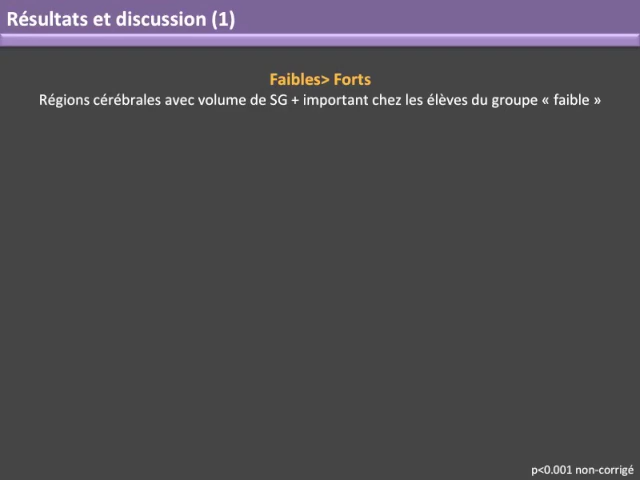 Résultats et discussion (1)
Faibles> Forts
Régions cérébrales avec volume de SG + important chez les élèves du groupe « faible »
p<0.001 non-corrigé